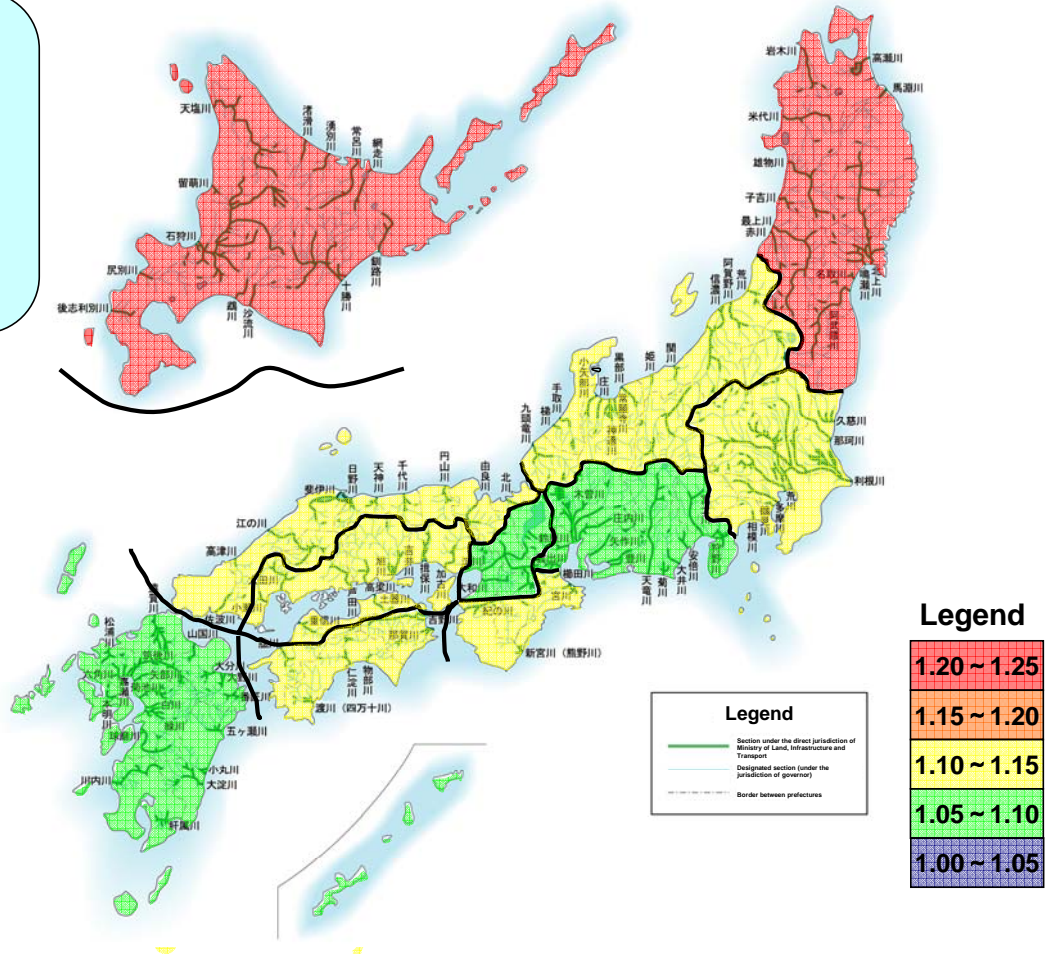 岩木川
高瀬川
馬淵川
米代川
雄物川
子吉川
最上川
赤川
名取川
鳴瀬川
北上川
阿武隈川
天塩川
渚滑川
湧別川
常呂川
網走川
留萌川
石狩川
尻別川
後志利別川
鵡川
沙流川
十勝川
釧路川
荒川
阿賀野川
信濃川
関川
姫川
黒部川
常願寺川
神通川
庄川
小矢部川
手取川
梯川
九頭竜川
北川
由良川
円山川
千代川
天神川
日野川
斐伊川
江の川
高津川
久慈川
那珂川
利根川
荒川
多摩川
鶴見川
相模川
狩野川
安倍川
大井川
菊川
天竜川
豊川
矢作川
庄内川
木曽川
櫛田川
宮川
新宮川（熊野川）
紀の川
大和川
加古川
揖保川
吉井川
旭川
高梁川
芦田川
太田川
小瀬川
佐波川
吉野川
那賀川
土器川
重信川
肱川
物部川
仁淀川
渡川（四万十川）
遠賀川
山国川
松浦川
六角川
嘉瀬川
筑後川
矢部川
菊池川
本明川
白川
緑川
球磨川
大分川
大野川
番匠川
五ヶ瀬川
小丸川
大淀川
川内川
肝属川
Legend
Section under the direct jurisdiction of
Ministry of Land, Infrastructure and
Transport
Designated section (under the
jurisdiction of governor)
Border between prefectures
Legend
1.20 ~ 1.25
1.15 ~ 1.20
1.10 ~ 1.15
1.05 ~ 1.10
1.00 ~ 1.05